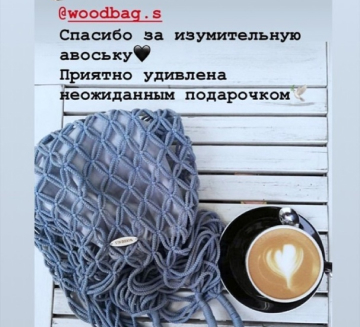 @woodbag.s
Спасибо за изумительную
авоську🖤
Приятно удивлена
неожиданным подарочком🕊